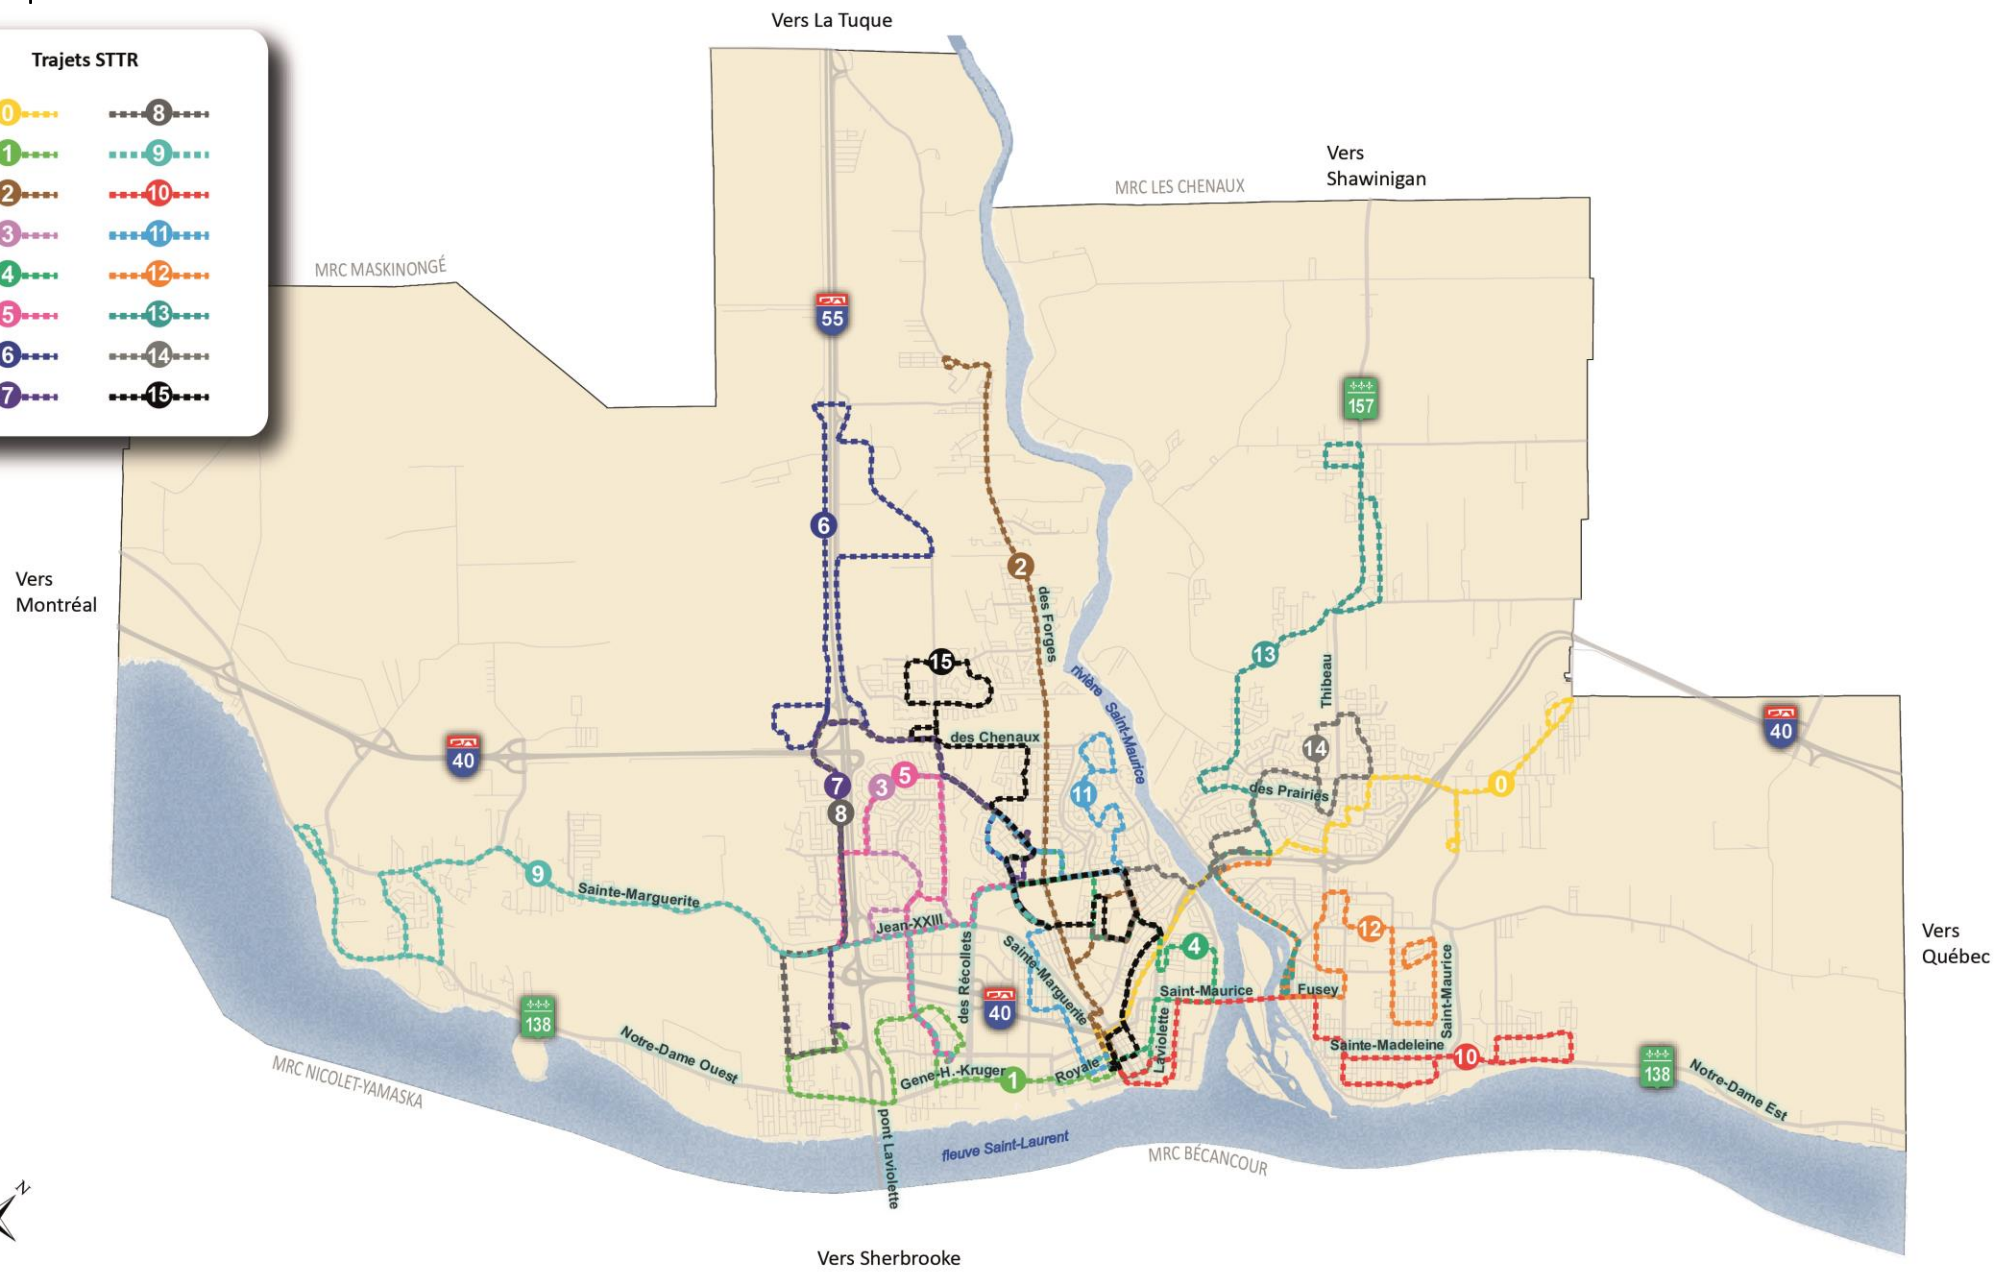 Vers La Tuque
Trajets STTR
0
8
1
9
2
10
3
11
4
12
5
13
6
14
7
15
Vers
Shawinigan
MRC LES CHENAUX
MRC MASKINONGÉ
55
157
6
2
des Forges
Vers
Montréal
15
13
rivière
Saint-Maurice
Thibeau
40
des Chenaux
14
40
7
3
5
11
des Prairies
0
8
9
Sainte-Marguerite
Jean-XXIII
des Récollets
Sainte-Marguerite
4
12
Saint-Maurice
Vers
Québec
40
Saint-Maurice
Fusey
138
Notre-Dame Ouest
Laviolette
Sainte-Madeleine
10
138
Notre-Dame Est
Gene-H.-Kruger
1
Royale
MRC NICOLET-YAMASKA
pont Laviolette
fleuve Saint-Laurent
MRC BÉCANCOUR
N
Vers Sherbrooke